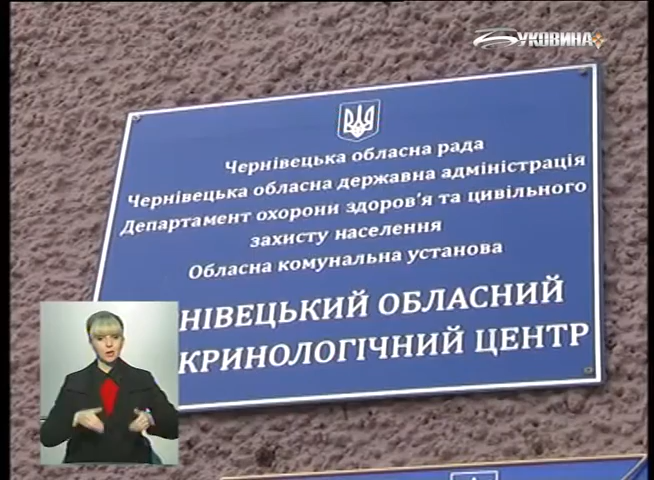 БУКОВИНА
Чернівецька обласна рада
Чернівецька обласна державна адміністрація
Департамент охорони здоров'я та цивільного
захисту населення
Обласна комунальна установа
НІВЕЦЬКИЙ ОБЛАСНИЙ
КРИНОЛОГІЧНИЙ ЦЕНТР